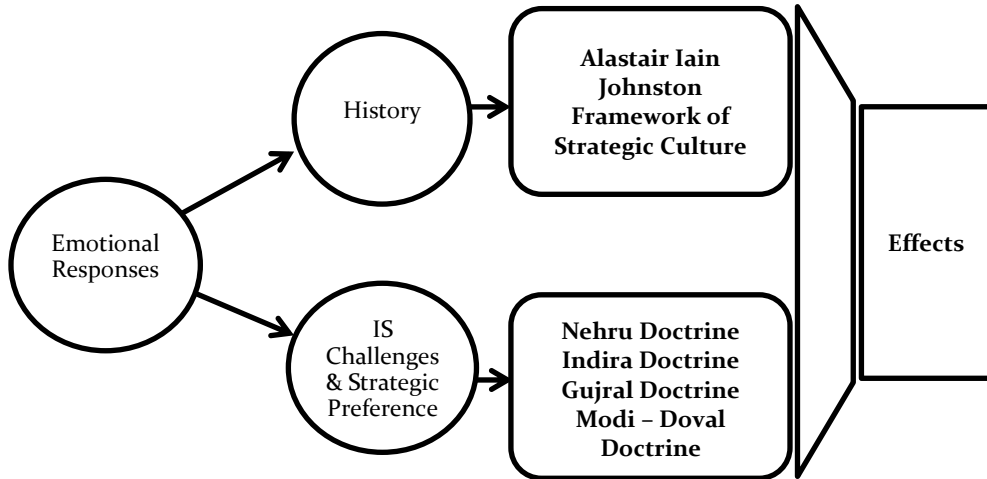 Emotional
Responses
History
Alastair Iain
Johnston
Framework of
Strategic Culture
IS
Challenges
& Strategic
Preference
Nehru Doctrine
Indira Doctrine
Gujral Doctrine
Modi – Doval
Doctrine
Effects